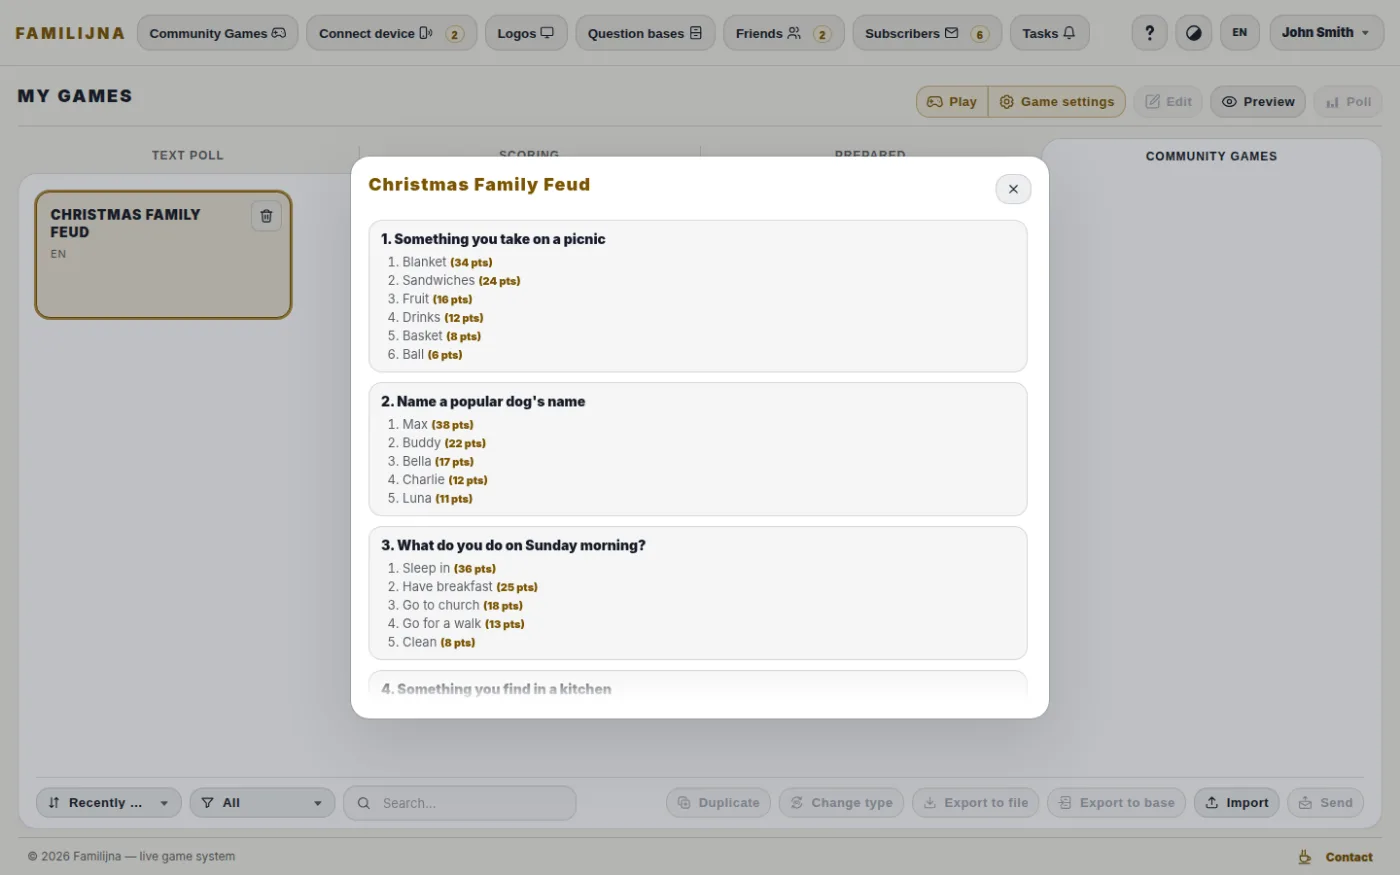 FAMILIJNA
Community Games
Connect device 2
Logos
Question bases
Friends 2
Subscribers 6
Tasks
?
EN
John Smith
MY GAMES
Play
Game settings
Edit
Preview
Poll
TEXT POLL
SCORING
PREPARED
COMMUNITY GAMES
CHRISTMAS FAMILY
FEUD
EN
Christmas Family Feud
1. Something you take on a picnic
1. Blanket (34 pts)
2. Sandwiches (24 pts)
3. Fruit (16 pts)
4. Drinks (12 pts)
5. Basket (8 pts)
6. Ball (6 pts)
2. Name a popular dog's name
1. Max (38 pts)
2. Buddy (22 pts)
3. Bella (17 pts)
4. Charlie (12 pts)
5. Luna (11 pts)
3. What do you do on Sunday morning?
1. Sleep in (36 pts)
2. Have breakfast (25 pts)
3. Go to church (18 pts)
4. Go for a walk (13 pts)
5. Clean (8 pts)
4. Something you find in a kitchen
Recently ...
All
Search...
Duplicate
Change type
Export to file
Export to base
Import
Send
© 2026 Familijna — live game system
Contact